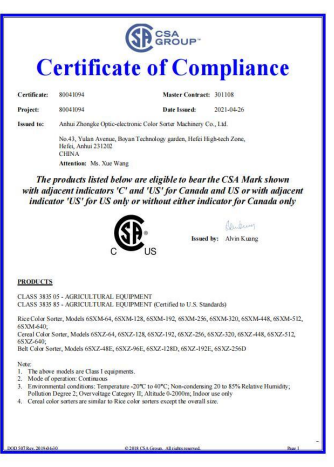 CSA
GROUP™
Certificate of Compliance
Certificate: 80041094 Master Contract: 301108
Project: 80041094 Date Issued: 2021-04-26
Issued to: Anhui Zhongke Optic-electronic Color Sorter Machinery Co., Ltd.
No.43, Yulan Avenue, Boyan Technology garden, Hefei High-tech Zone,
Hefei, Anhui 231202
CHINA
Attention: Ms. Xue Wang
The products listed below are eligible to bear the CSA Mark shown
with adjacent indicators 'C' and 'US' for Canada and US or with adjacent
indicator 'US' for US only or without either indicator for Canada only
C US
Issued by: Alvin Kuang
PRODUCTS
CLASS 3835 05 - AGRICULTURAL EQUIPMENT
CLASS 3835 85 - AGRICULTURAL EQUIPMENT (Certified to U.S. Standards)
Rice Color Sorter, Models 6SXM-64, 6SXM-128, 6SXM-192, 6SXM-256, 6SXM-320, 6SXM-448, 6SXM-512,
6SXM-640;
Cereal Color Sorter, Models 6SXZ-64, 6SXZ-128, 6SXZ-192, 6SXZ-256, 6SXZ-320, 6SXZ-448, 6SXZ-512,
6SXZ-640;
Belt Color Sorter, Models 6SXZ-48E, 6SXZ-96E, 6SXZ-128D, 6SXZ-192E, 6SXZ-256D
Note:
1. The above models are Class I equipments.
2. Mode of operation: Continuous
3. Environmental conditions: Temperature -20°C to 40°C; Non-condensing 20 to 85% Relative Humidity;
Pollution Degree 2; Overvoltage Category II; Altitude 0-2000m; Indoor use only
4. Cereal color sorters are similar to Rice color sorters except the overall size.
DQD 507 Rev. 2019-04-30 © 2018 CSA Group. All rights reserved. Page 1